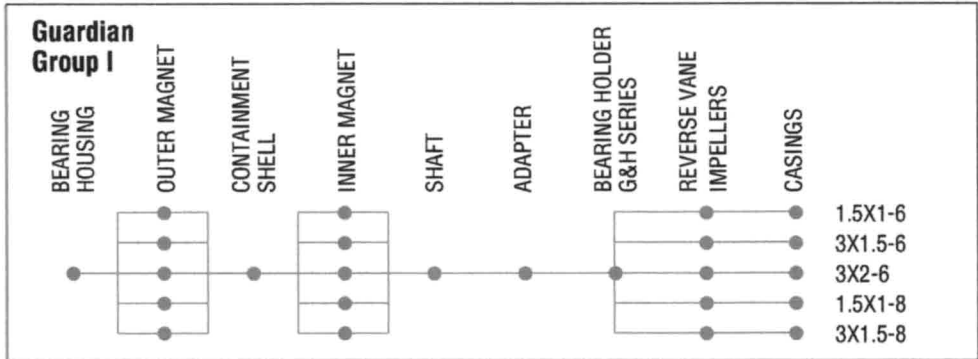 Guardian
Group I
BEARING
HOUSING
OUTER MAGNET
CONTAINMENT
SHELL
INNER MAGNET
SHAFT
ADAPTER
BEARING HOLDER
G&H SERIES
REVERSE VANE
IMPELLERS
CASINGS
1.5X1-6
3X1.5-6
3X2-6
1.5X1-8
3X1.5-8